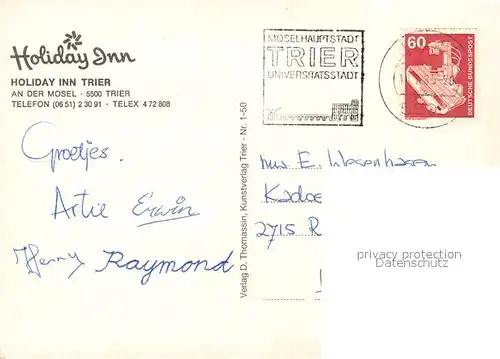 Holiday Inn
HOLIDAY INN TRIER
AN DER MOSEL · 5500 TRIER
TELEFON (06 51) 2 30 91 · TELEX 4 72 808
Groetjes.
Artie Erwin
Henny Raymond
Verlag D. Thomassin, Kunstverlag Trier - Nr. 1-50
MOSELHAUPTSTADT
TRIER
UNIVERSITÄTSSTADT
60
DEUTSCHE BUNDESPOST
E.
2715 R
privacy protection
Datenschutz